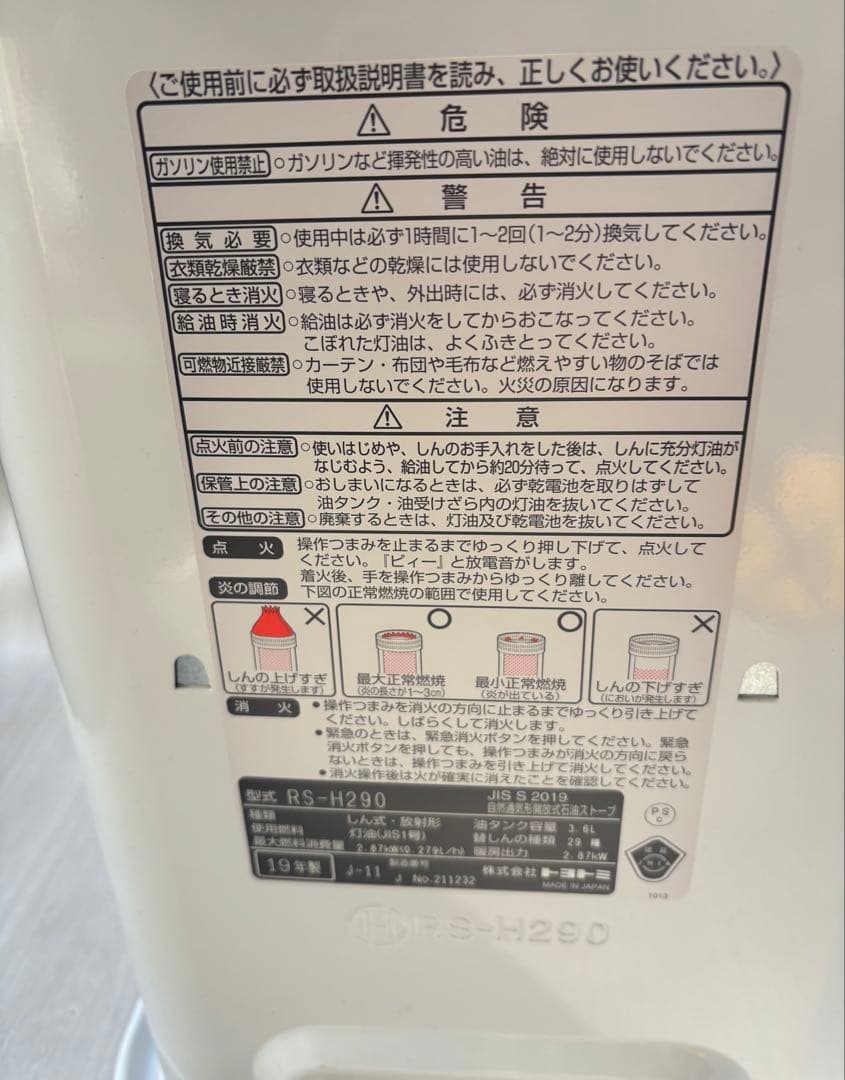 〈ご使用前に必ず取扱説明書を読み、正しくお使いください。〉
危険
ガソリン使用禁止 ○ガソリンなど揮発性の高い油は、絶対に使用しないでください。
警告
換気必要 ○使用中は必ず1時間に1〜2回(1〜2分)換気してください。
衣類乾燥厳禁 ○衣類などの乾燥には使用しないでください。
寝るとき消火 ○寝るときや、外出時には、必ず消火してください。
給油時消火 ○給油は必ず消火をしてからおこなってください。
こぼれた灯油は、よくふきとってください。
可燃物近接厳禁 ○カーテン・布団や毛布など燃えやすい物のそばでは
使用しないでください。火災の原因になります。
注意
点火前の注意 ○使いはじめや、しんのお手入れをした後は、しんに充分灯油が
なじむよう、給油してから約20分待って、点火してください。
保管上の注意 ○おしまいになるときは、必ず乾電池を取りはずして
油タンク・油受けざら内の灯油を抜いてください。
その他の注意 ○廃棄するときは、灯油及び乾電池を抜いてください。
点火 操作つまみを止まるまでゆっくり押し下げて、点火して
ください。『ビィー』と放電音がします。
着火後、手を操作つまみからゆっくり離してください。
炎の調節 下図の正常燃焼の範囲で使用してください。
しんの上げすぎ 最大正常燃焼 最小正常燃焼 しんの下げすぎ
(すすが発生します) (炎の長さが1〜3cm) (炎が出ている) (においが発生します)
消火 ●操作つまみを消火の方向に止まるまでゆっくり引き上げて
ください。しばらくして消火します。
●緊急のときは、緊急消火ボタンを押してください。緊急
消火ボタンを押しても、操作つまみが消火の方向に戻ら
ないときは、操作つまみを引き上げて消火してください。
●消火操作後は火が確実に消えたことを確認してください。
型式 RS-H290 JIS S 2019
自然通気形開放式石油ストーブ
種類 しん式・放射形 油タンク容量 3.6L
使用燃料 灯油(JIS1号) 替しんの種類 29 種
最大燃料消費量 2.87kW(0.279L/h) 暖房出力 2.87kW
19年製 J-11 製造番号 J No.211232 株式会社トヨトミ
MADE IN JAPAN
PS
C
認証
JHIA
1913
RS-H290